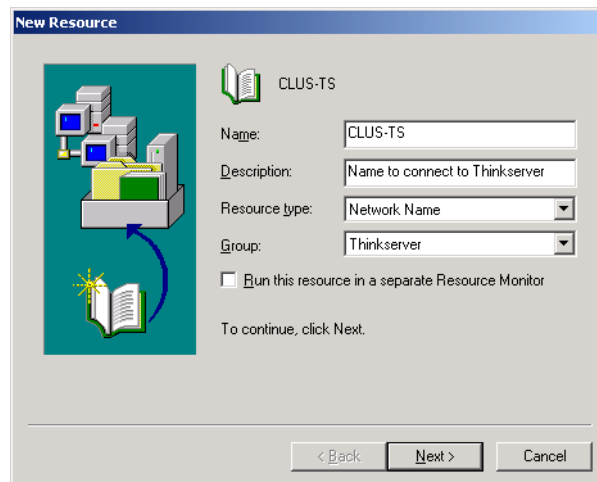 New Resource
CLUS-TS
Name: CLUS-TS
Description: Name to connect to Thinkserver
Resource type: Network Name
Group: Thinkserver
Run this resource in a separate Resource Monitor
To continue, click Next.
< Back Next > Cancel